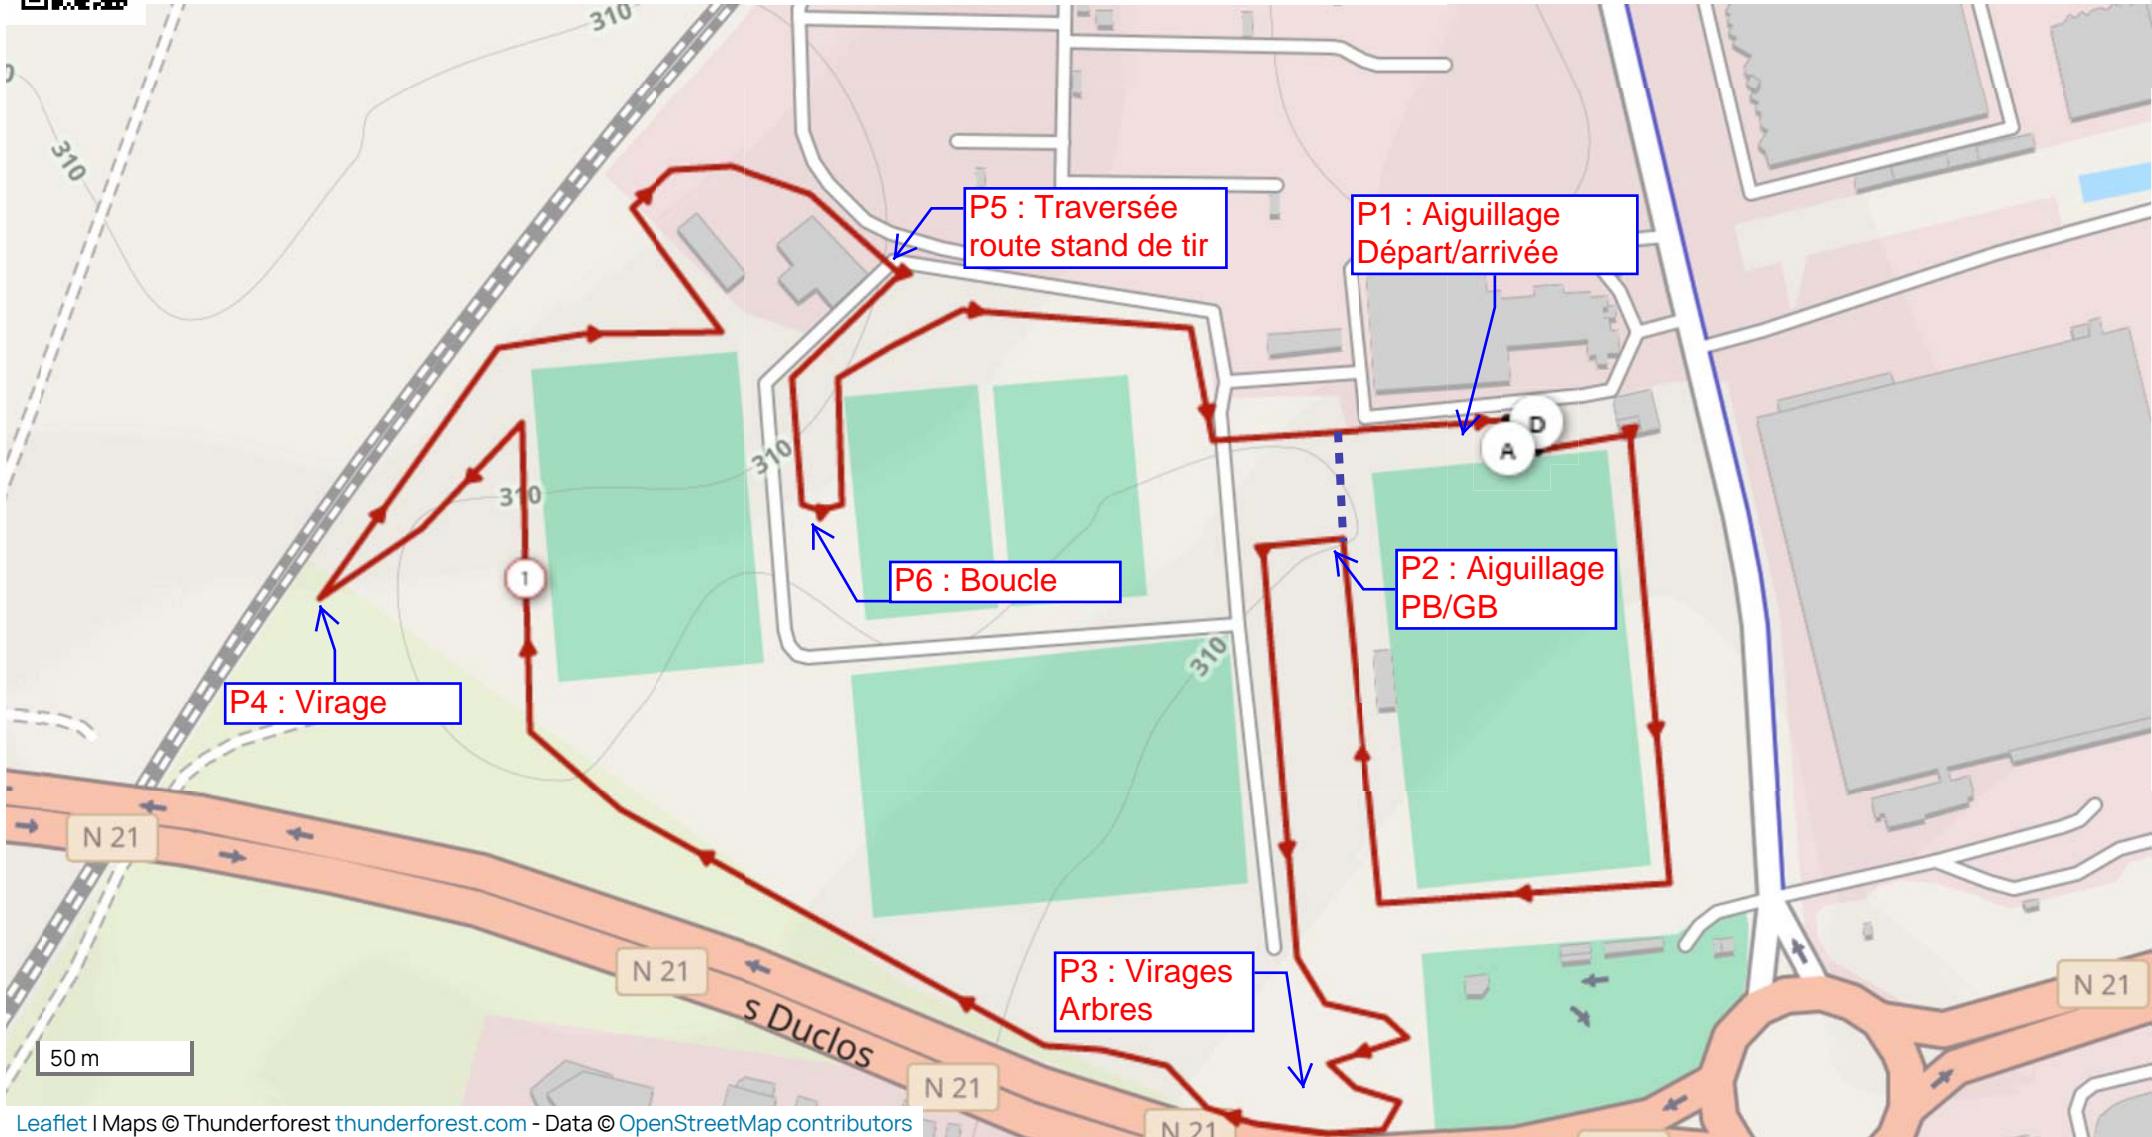 310
310
P5 : Traversée
route stand de tir
P1 : Aiguillage
Départ/arrivée
D
A
310
310
1
P6 : Boucle
P2 : Aiguillage
PB/GB
310
P4 : Virage
N 21
N 21
P3 : Virages
Arbres
N 21
s Duclos
50 m
N 21
N 21
Leaflet | Maps © Thunderforest thunderforest.com - Data © OpenStreetMap contributors